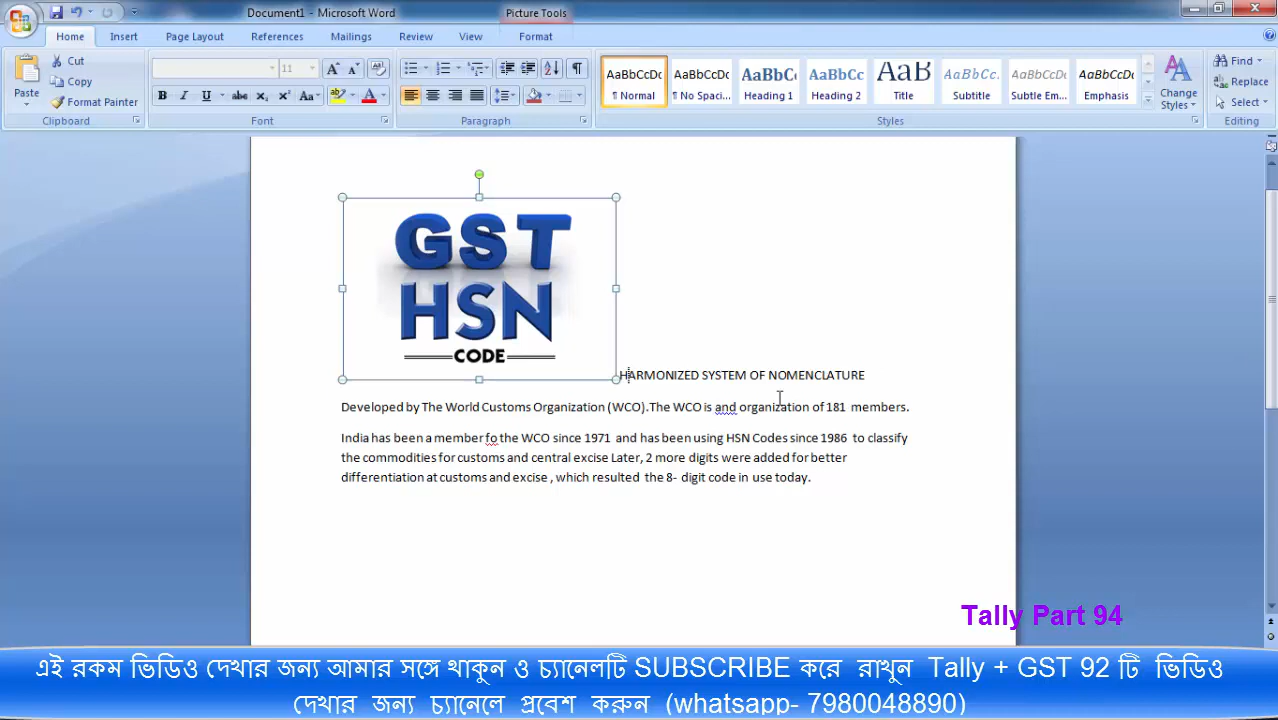 Document1 - Microsoft Word
Picture Tools
Home
Insert
Page Layout
References
Mailings
Review
View
Format
Paste
Cut
Copy
Format Painter
Clipboard
11
Font
Paragraph
AaBbCcDc
¶ Normal
AaBbCcDc
¶ No Spaci...
AaBbCc
Heading 1
AaBbCc
Heading 2
AaB
Title
AaBbCc.
Subtitle
AaBbCcDc
Subtle Em...
AaBbCcDc
Emphasis
Change
Styles
Styles
Find
Replace
Select
Editing
GST
HSN
CODE
HARMONIZED SYSTEM OF NOMENCLATURE
Developed by The World Customs Organization (WCO).The WCO is and organization of 181 members.
India has been a member fo the WCO since 1971 and has been using HSN Codes since 1986 to classify
the commodities for customs and central excise Later, 2 more digits were added for better
differentiation at customs and excise , which resulted the 8- digit code in use today.
Tally Part 94
এই রকম ভিডিও দেখার জন্য আমার সঙ্গে থাকুন ও চ্যানেলটি SUBSCRIBE করে রাখুন Tally + GST 92 টি ভিডিও
দেখার জন্য চ্যানেলে প্রবেশ করুন (whatsapp- 7980048890)